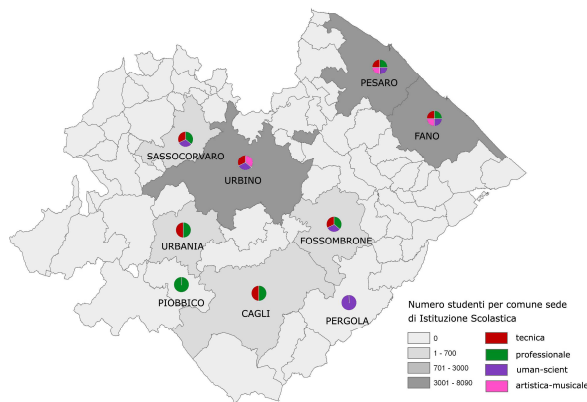 PESARO
FANO
SASSOCORVARO
URBINO
URBANIA
FOSSOMBRONE
PIOBBICO
CAGLI
PERGOLA
Numero studenti per comune sede
di Istituzione Scolastica
0
1 - 700
701 - 3000
3001 - 8090
tecnica
professionale
uman-scient
artistica-musicale